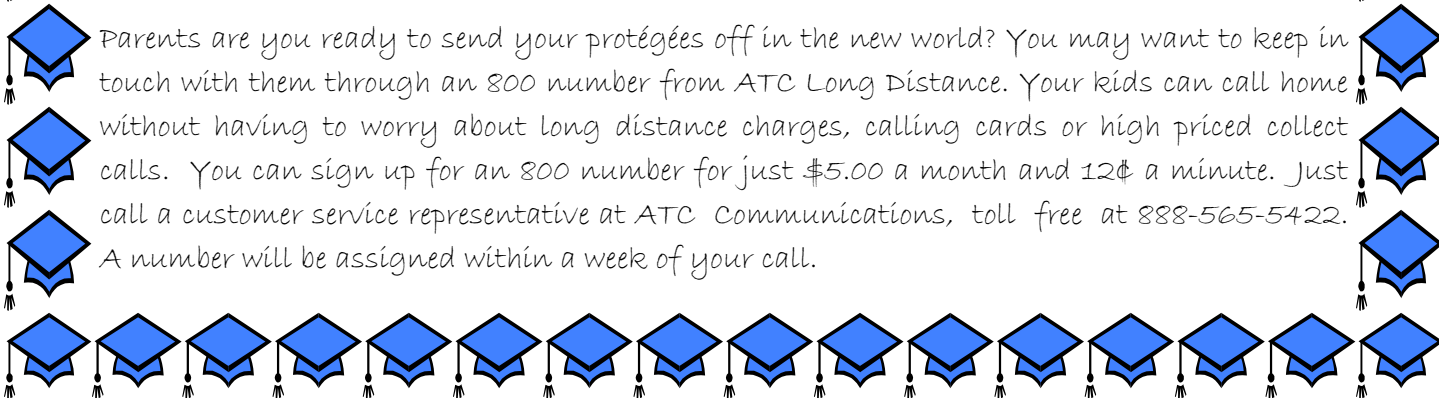 Parents are you ready to send your protégées off in the new world? You may want to keep in
touch with them through an 800 number from ATC Long Distance. Your kids can call home
without having to worry about long distance charges, calling cards or high priced collect
calls. You can sign up for an 800 number for just $5.00 a month and 12¢ a minute. Just
call a customer service representative at ATC Communications, toll free at 888-565-5422.
A number will be assigned within a week of your call.